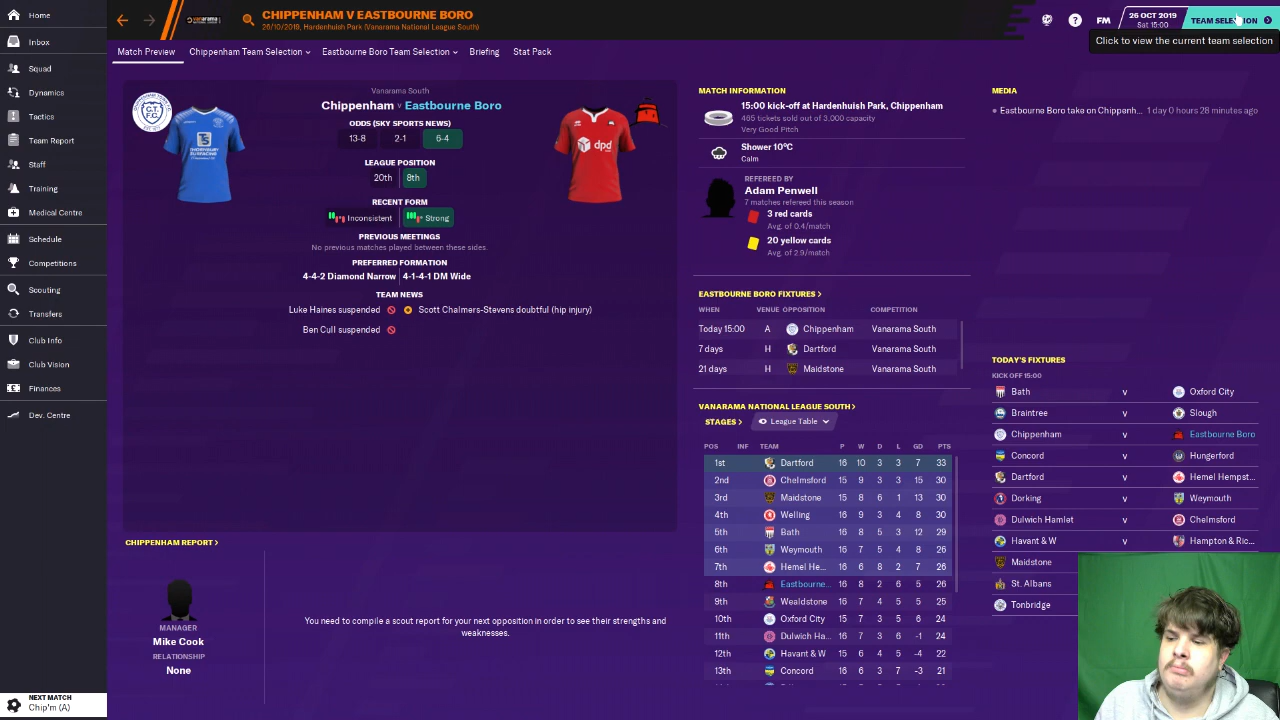 Home
Inbox
Squad
Dynamics
Tactics
Team Report
Staff
Training
Medical Centre
Schedule
Competitions
Scouting
Transfers
Club Info
Club Vision
Finances
Dev. Centre
NEXT MATCH
Chip'm (A)
CHIPPENHAM V EASTBOURNE BORO
26/10/2019, Hardenhuish Park (Vanarama National League South)
FM
26 OCT 2019
Sat 15:00
TEAM SELECTION
Click to view the current team selection
Match Preview
Chippenham Team Selection
Eastbourne Boro Team Selection
Briefing
Stat Pack
Vanarama South
Chippenham v Eastbourne Boro
ODDS (SKY SPORTS NEWS)
13-8 2-1 6-4
LEAGUE POSITION
20th 8th
RECENT FORM
Inconsistent Strong
PREVIOUS MEETINGS
No previous matches played between these sides.
PREFERRED FORMATION
4-4-2 Diamond Narrow 4-1-4-1 DM Wide
TEAM NEWS
Luke Haines suspended Scott Chalmers-Stevens doubtful (hip injury)
Ben Cull suspended
dpd
CHIPPENHAM REPORT
MANAGER
Mike Cook
RELATIONSHIP
None
You need to compile a scout report for your next opposition in order to see their strengths and
weaknesses.
MATCH INFORMATION
15:00 kick-off at Hardenhuish Park, Chippenham
465 tickets sold out of 3,000 capacity
Very Good Pitch
Shower 10°C
Calm
REFEREED BY
Adam Penwell
7 matches refereed this season
3 red cards
Avg. of 0.4/match
20 yellow cards
Avg. of 2.9/match
EASTBOURNE BORO FIXTURES
WHEN VENUE OPPOSITION COMPETITION
Today 15:00 A Chippenham Vanarama South
7 days H Dartford Vanarama South
21 days H Maidstone Vanarama South
VANARAMA NATIONAL LEAGUE SOUTH
STAGES League Table
POS INF TEAM P W D L GD PTS
1st Dartford 16 10 3 3 7 33
2nd Chelmsford 15 9 3 3 15 30
3rd Maidstone 15 8 6 1 13 30
4th Welling 16 9 3 4 8 30
5th Bath 16 8 5 3 12 29
6th Weymouth 16 7 5 4 8 26
7th Hemel He... 16 6 8 2 7 26
8th Eastbourne... 16 8 2 6 5 26
9th Wealdstone 16 7 4 5 5 25
10th Oxford City 15 7 3 5 6 24
11th Dulwich Ha... 16 7 3 6 -1 24
12th Havant & W 15 6 4 5 -4 22
13th Concord 16 6 3 7 -3 21
MEDIA
Eastbourne Boro take on Chippenh... 1 day 0 hours 28 minutes ago
TODAY'S FIXTURES
KICK OFF 15:00
Bath v Oxford City
Braintree v Slough
Chippenham v Eastbourne Boro
Concord v Hungerford
Dartford v Hemel Hempst...
Dorking v Weymouth
Dulwich Hamlet v Chelmsford
Havant & W v Hampton & Ric...
Maidstone
St. Albans
Tonbridge